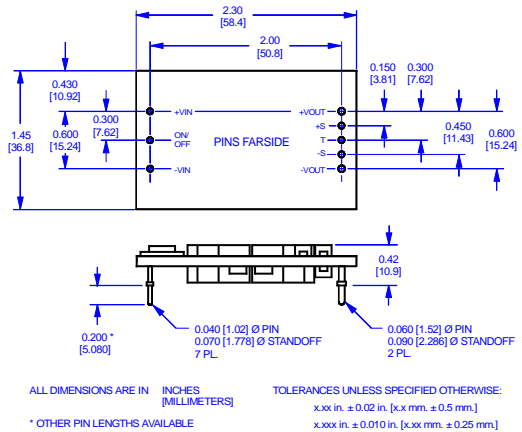 2.30
[58.4]
2.00
[50.8]
0.430
[10.92]
0.150
[3.81]
0.300
[7.62]
1.45
[36.8]
0.600
[15.24]
0.300
[7.62]
+VIN
ON/
OFF
-VIN
PINS FARSIDE
+VOUT
+S
T
-S
-VOUT
0.450
[11.43]
0.600
[15.24]
0.42
[10.9]
0.200 *
[5.080]
0.040 [1.02] Ø PIN
0.070 [1.778] Ø STANDOFF
7 PL.
0.060 [1.52] Ø PIN
0.090 [2.286] Ø STANDOFF
2 PL.
ALL DIMENSIONS ARE IN INCHES
[MILLIMETERS]
* OTHER PIN LENGTHS AVAILABLE
TOLERANCES UNLESS SPECIFIED OTHERWISE:
x.xx in. ± 0.02 in. [x.x mm. ± 0.5 mm.]
x.xxx in. ± 0.010 in. [x.xx mm. ± 0.25 mm.]